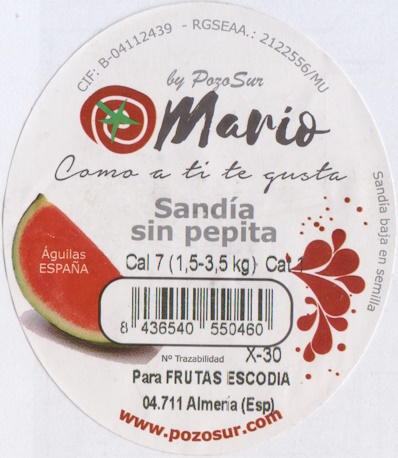 CIF: B-04112439 - RGSEAA.: 2122556/MU
by PozoSur
Mario
Como a ti te gusta
Sandía baja en semilla
Sandía
sin pepita
Águilas
ESPAÑA
Cal 7 (1,5-3,5 kg) Cat 1
8 436540 550460
Nº Trazabilidad X-30
Para FRUTAS ESCODIA
04.711 Almeria (Esp)
www.pozosur.com